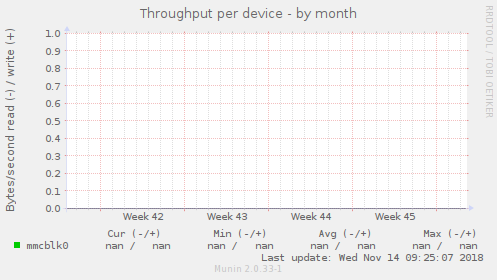 Throughput per device - by month
RRDTOOL / TOBI OETIKER
Bytes/second read (-) / write (+)
1.0
0.9
0.8
0.7
0.6
0.5
0.4
0.3
0.2
0.1
0.0
Week 42 Week 43 Week 44 Week 45
Cur (-/+) Min (-/+) Avg (-/+) Max (-/+)
mmcblk0 nan / nan nan / nan nan / nan nan / nan
Last update: Wed Nov 14 09:25:07 2018
Munin 2.0.33-1